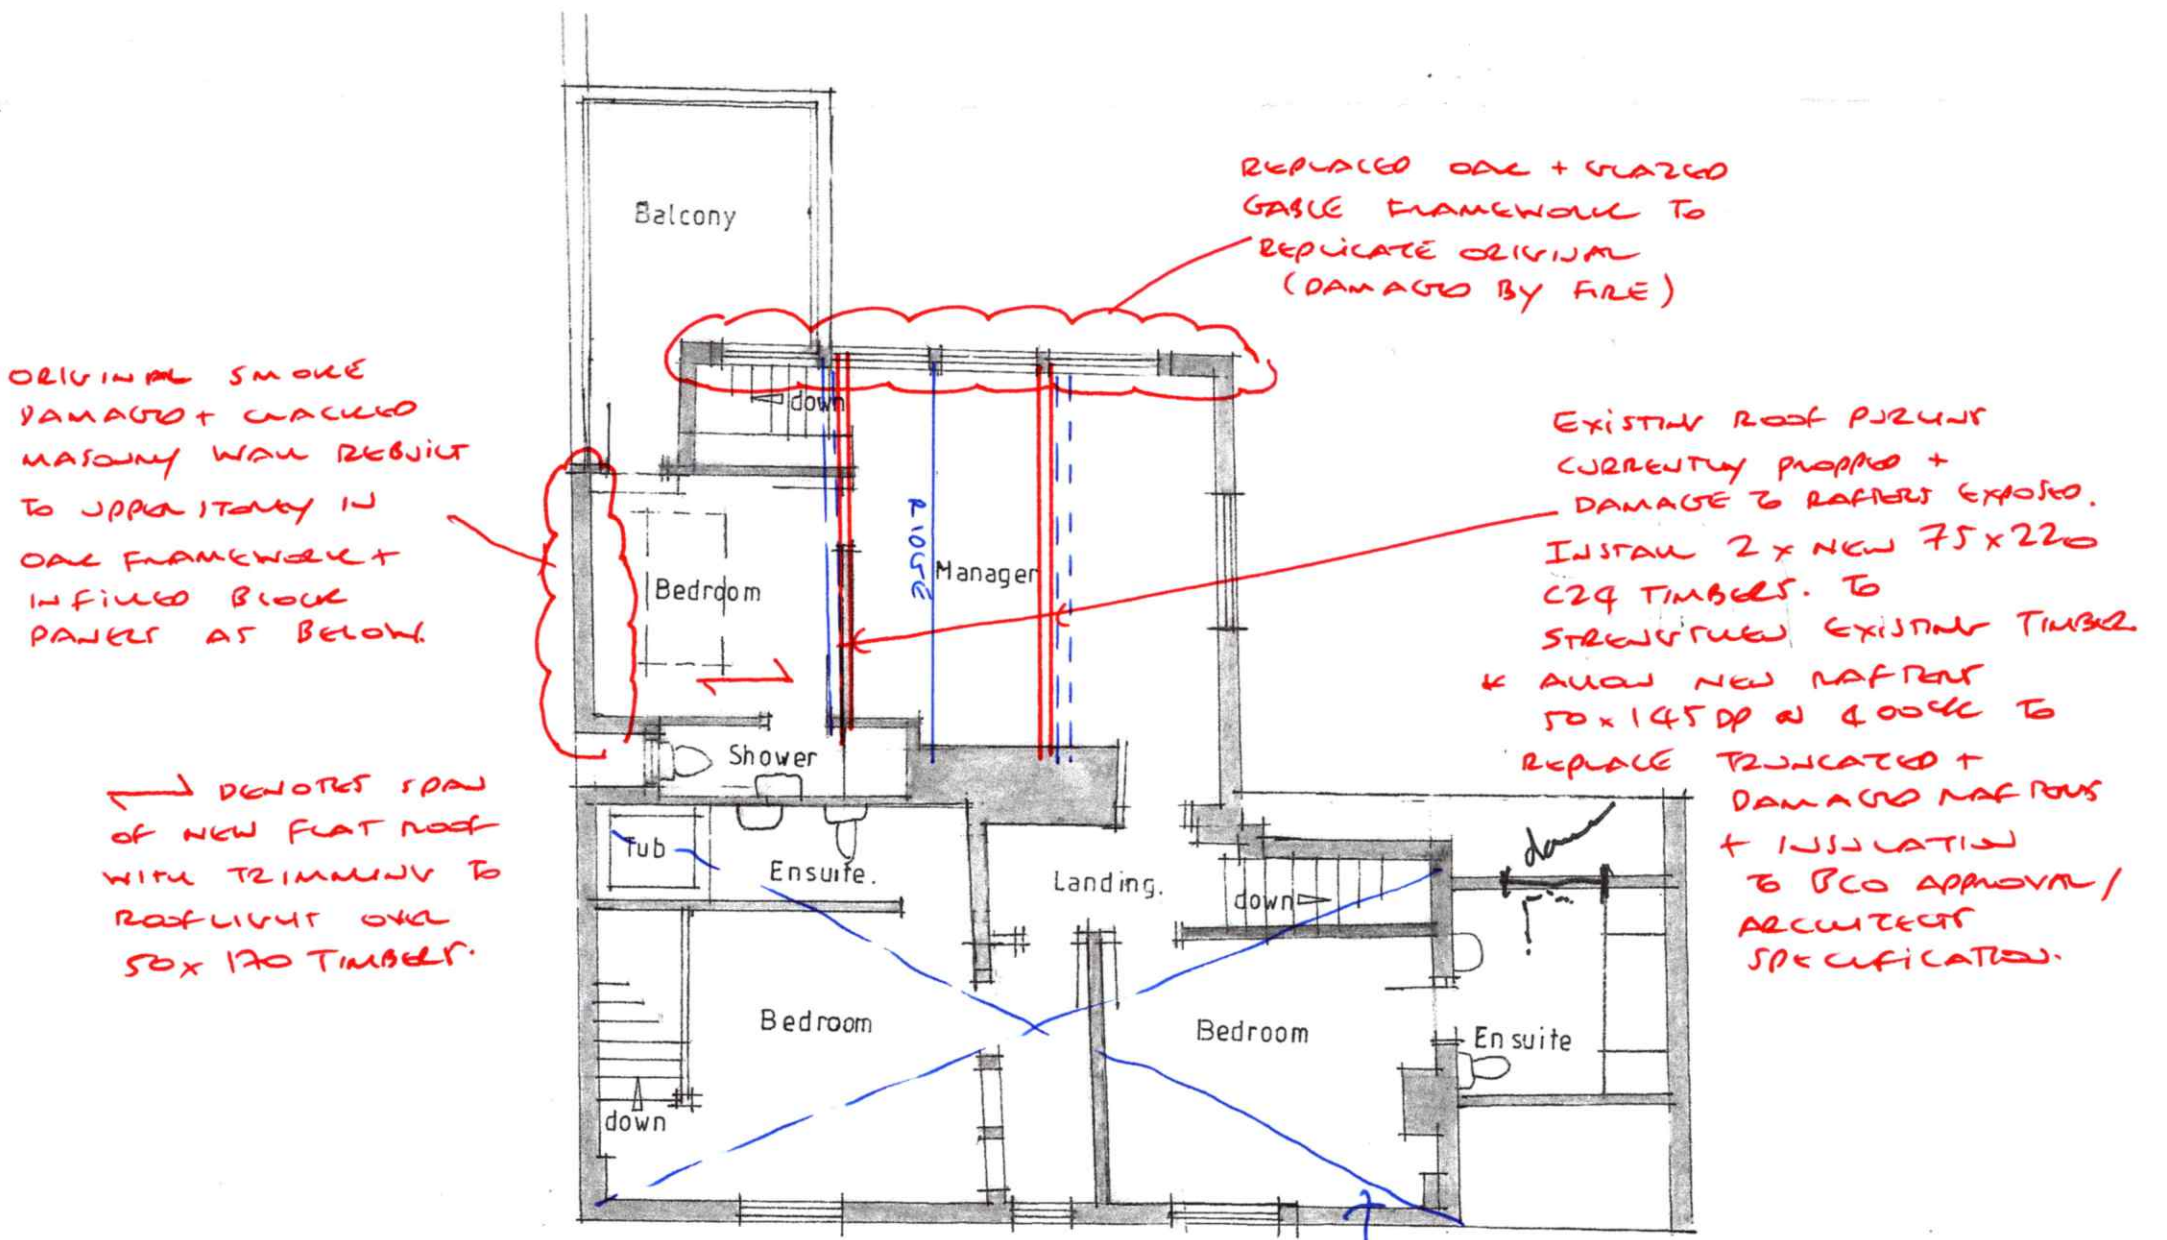 Balcony
REPLACED OAK + GLAZED
GABLE FRAMEWORK TO
REPLICATE ORIGINAL
(DAMAGED BY FIRE)
ORIGINAL SMOKE
DAMAGED + CRACKED
MASONRY WALL REBUILT
TO UPPER STOREY IN
OAK FRAMEWORK +
INFILLED BLOCK
PANELS AS BELOW.
down
EXISTING ROOF PURLINS
CURRENTLY PROPPED +
DAMAGE TO RAFTERS EXPOSED.
INSTALL 2 x NEW 75 x 220
C24 TIMBERS. TO
STRENGTHEN EXISTING TIMBER
* ALLOW NEW RAFTERS
50 x 145 DP @ 400 c/c TO
REPLACE TRUNCATED +
DAMAGED RAFTERS
+ INSULATION
TO BCO APPROVAL /
ARCHITECTS
SPECIFICATION.
RIDGE
Manager
Bedroom
Shower
DENOTES SPAN
OF NEW FLAT ROOF
WITH TRIMMING TO
ROOFLIGHT OVER
50 x 170 TIMBERS.
Tub
Ensuite.
Landing.
down
Bedroom
Bedroom
Ensuite
down